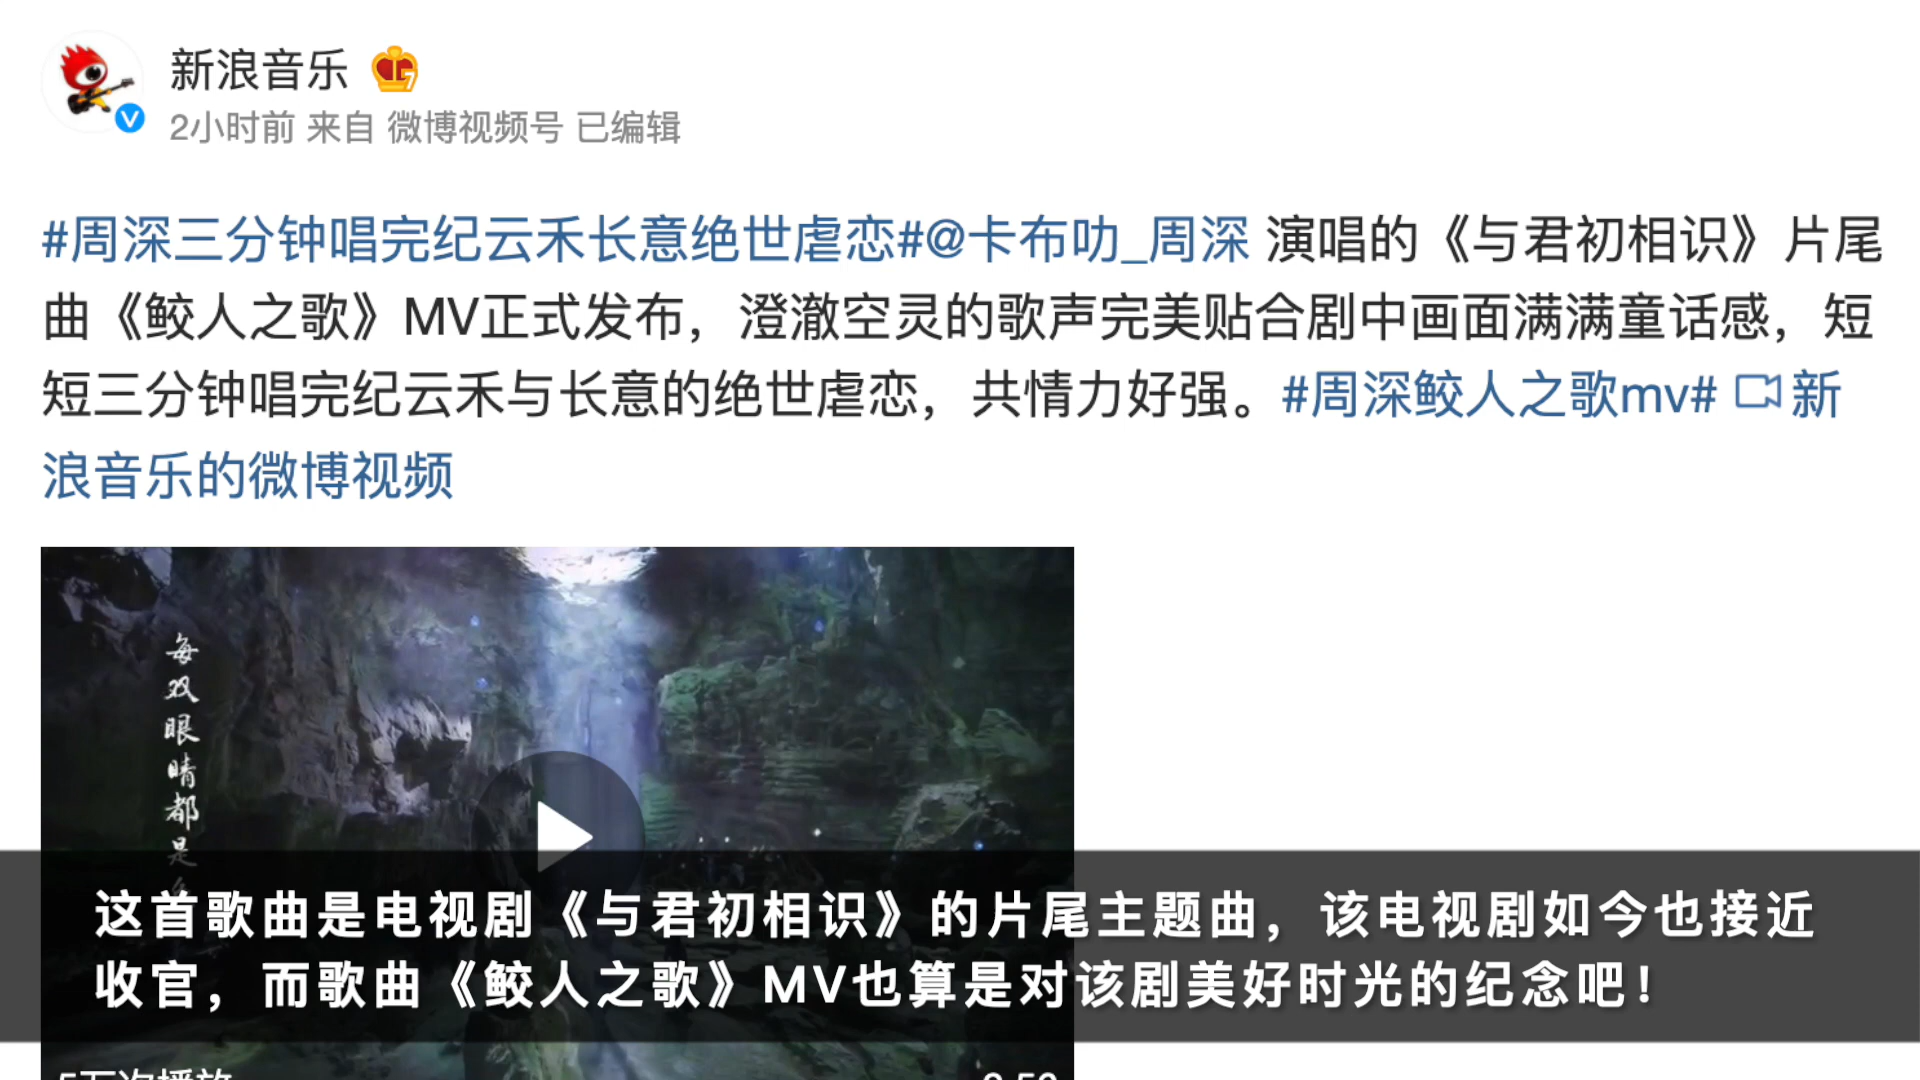 新浪音乐
2小时前 来自 微博视频号 已编辑
#周深三分钟唱完纪云禾长意绝世虐恋#@卡布叻_周深 演唱的《与君初相识》片尾
曲《鲛人之歌》MV正式发布，澄澈空灵的歌声完美贴合剧中画面满满童话感，短
短三分钟唱完纪云禾与长意的绝世虐恋，共情力好强。#周深鲛人之歌mv# 新
浪音乐的微博视频
每双眼睛都是
这首歌曲是电视剧《与君初相识》的片尾主题曲，该电视剧如今也接近
收官，而歌曲《鲛人之歌》MV也算是对该剧美好时光的纪念吧！
5万次播放